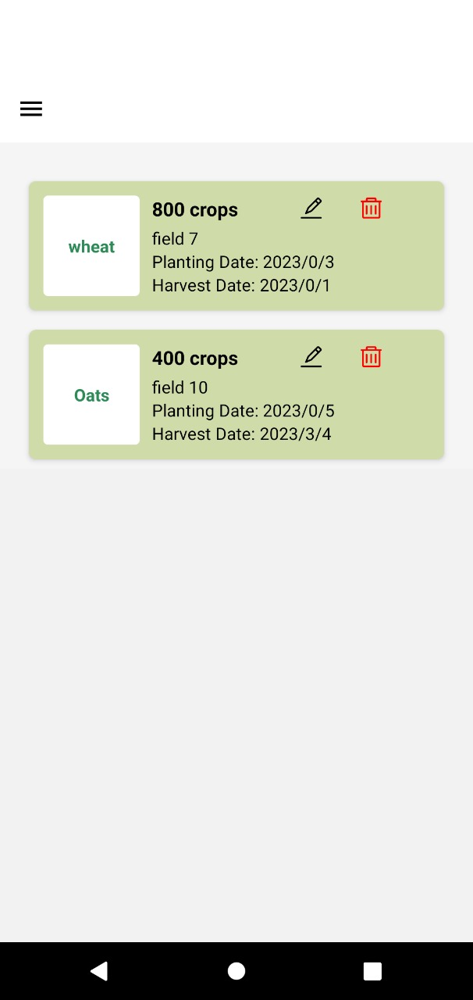 wheat
800 crops
field 7
Planting Date: 2023/0/3
Harvest Date: 2023/0/1
Oats
400 crops
field 10
Planting Date: 2023/0/5
Harvest Date: 2023/3/4